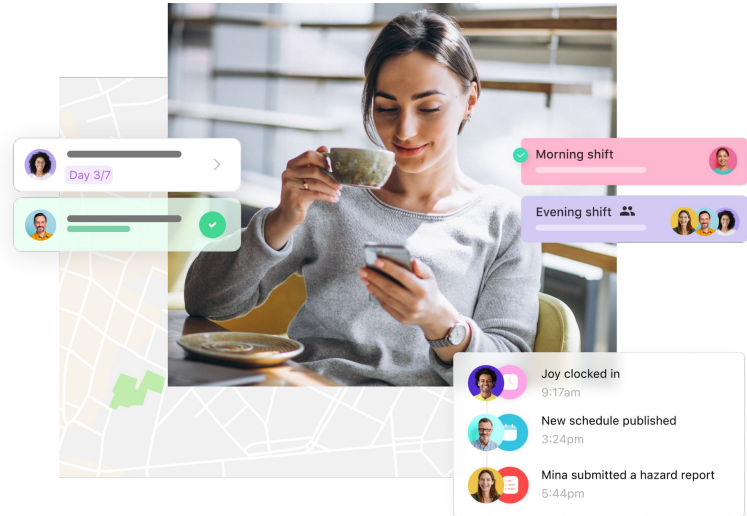 Day 3/7
Morning shift
Evening shift
Joy clocked in
9:17am
New schedule published
3:24pm
Mina submitted a hazard report
5:44pm